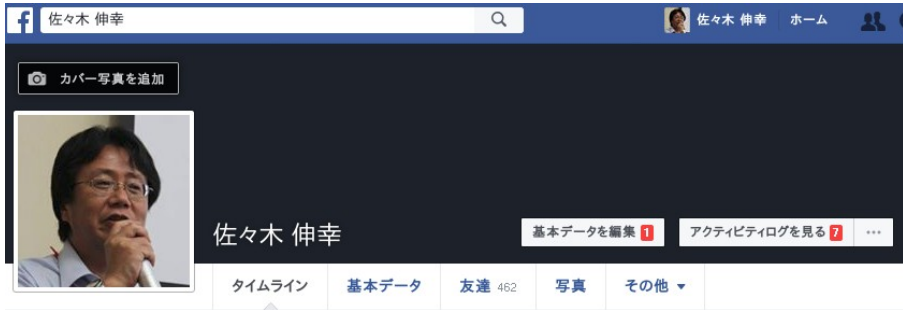 f 佐々木 伸幸 佐々木 伸幸 ホーム
カバー写真を追加
佐々木 伸幸 基本データを編集 1 アクティビティログを見る 7 ...
タイムライン 基本データ 友達 462 写真 その他 ▼